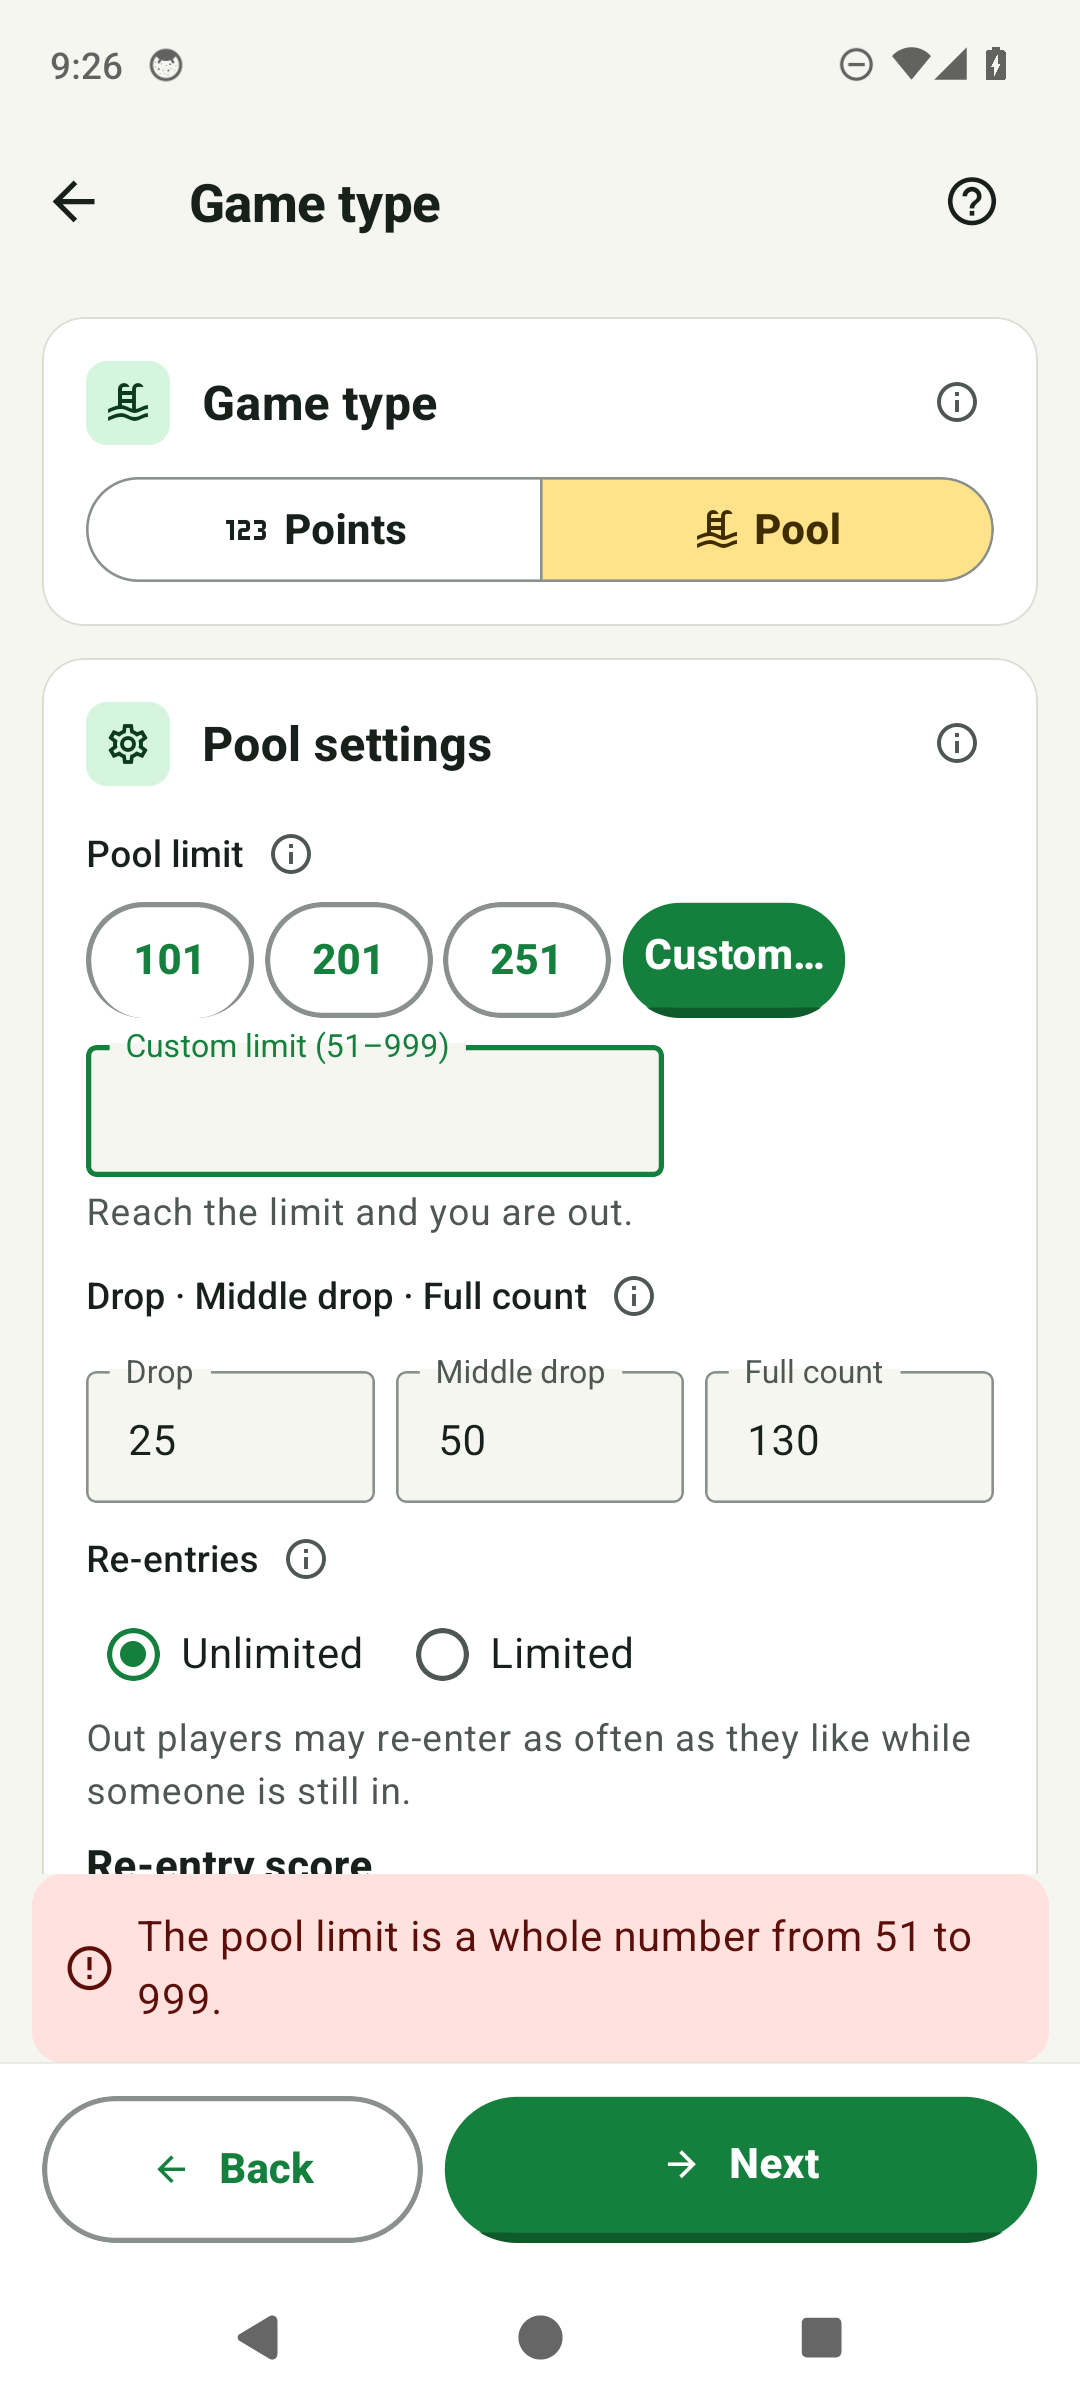 9:26
Game type
Game type
123 Points
Pool
Pool settings
Pool limit
101
201
251
Custom…
Custom limit (51–999)
Reach the limit and you are out.
Drop · Middle drop · Full count
Drop
Middle drop
Full count
25
50
130
Re-entries
Unlimited
Limited
Out players may re-enter as often as they like while
someone is still in.
Re-entry score
The pool limit is a whole number from 51 to
999.
Back
Next